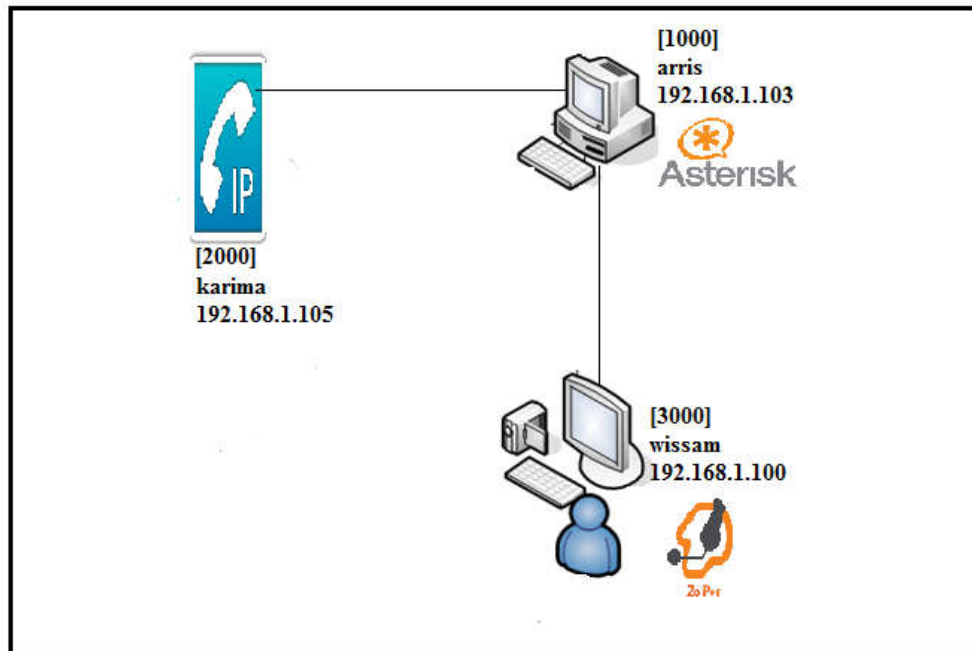 [1000]
arris
192.168.1.103
Asterisk
IP
[2000]
karima
192.168.1.105
[3000]
wissam
192.168.1.100
ZoiPer